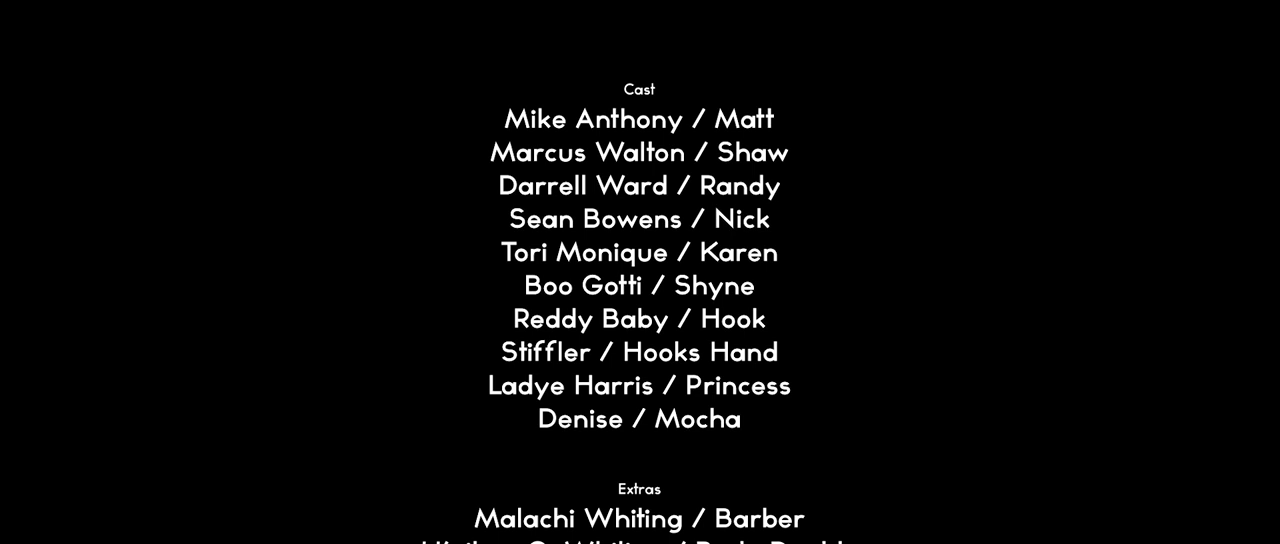 Cast
Mike Anthony / Matt
Marcus Walton / Shaw
Darrell Ward / Randy
Sean Bowens / Nick
Tori Monique / Karen
Boo Gotti / Shyne
Reddy Baby / Hook
Stiffler / Hooks Hand
Ladye Harris / Princess
Denise / Mocha
Extras
Malachi Whiting / Barber